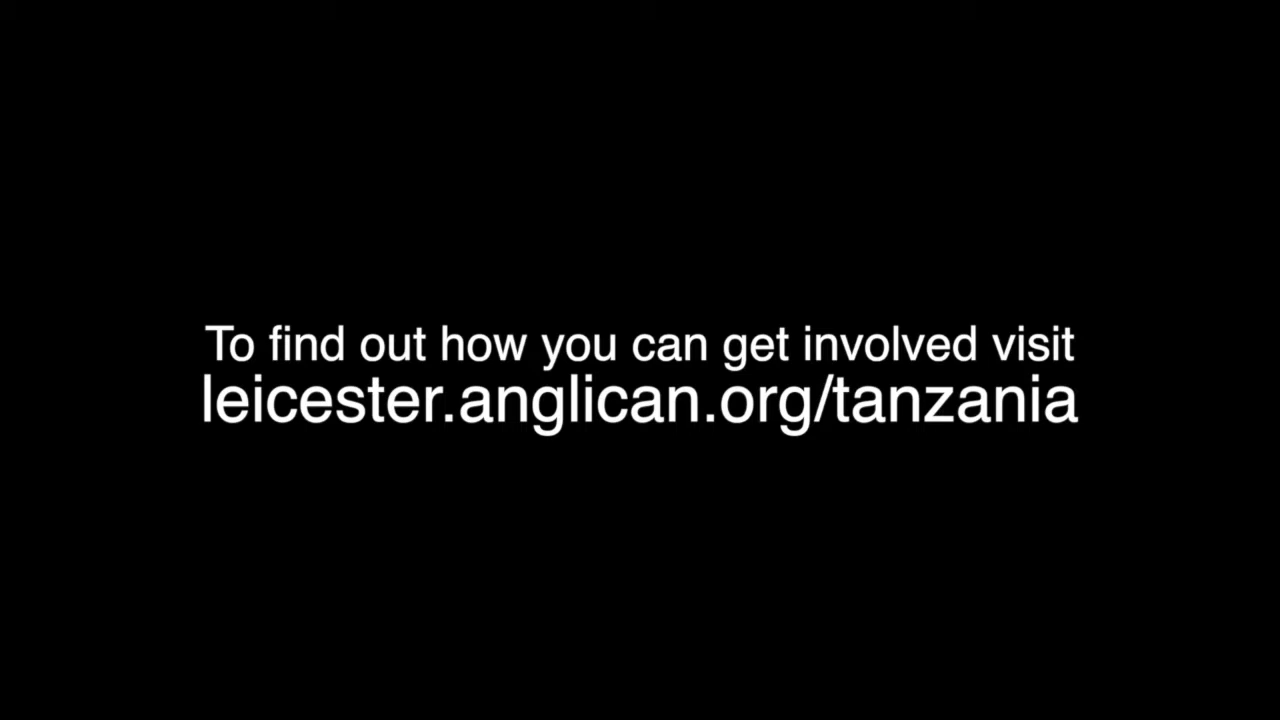 To find out how you can get involved visit
leicester.anglican.org/tanzania